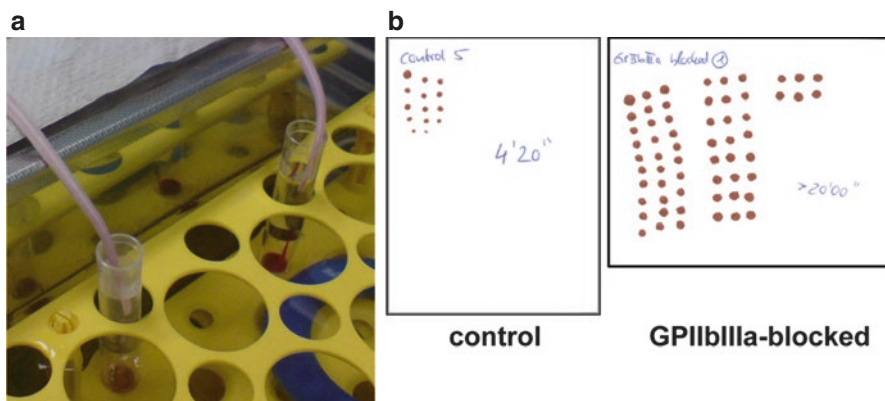 a
b
control 5
4'20"
GPIIbIIIa blocked 1
>20'00"
control
GPIIbIIIa-blocked